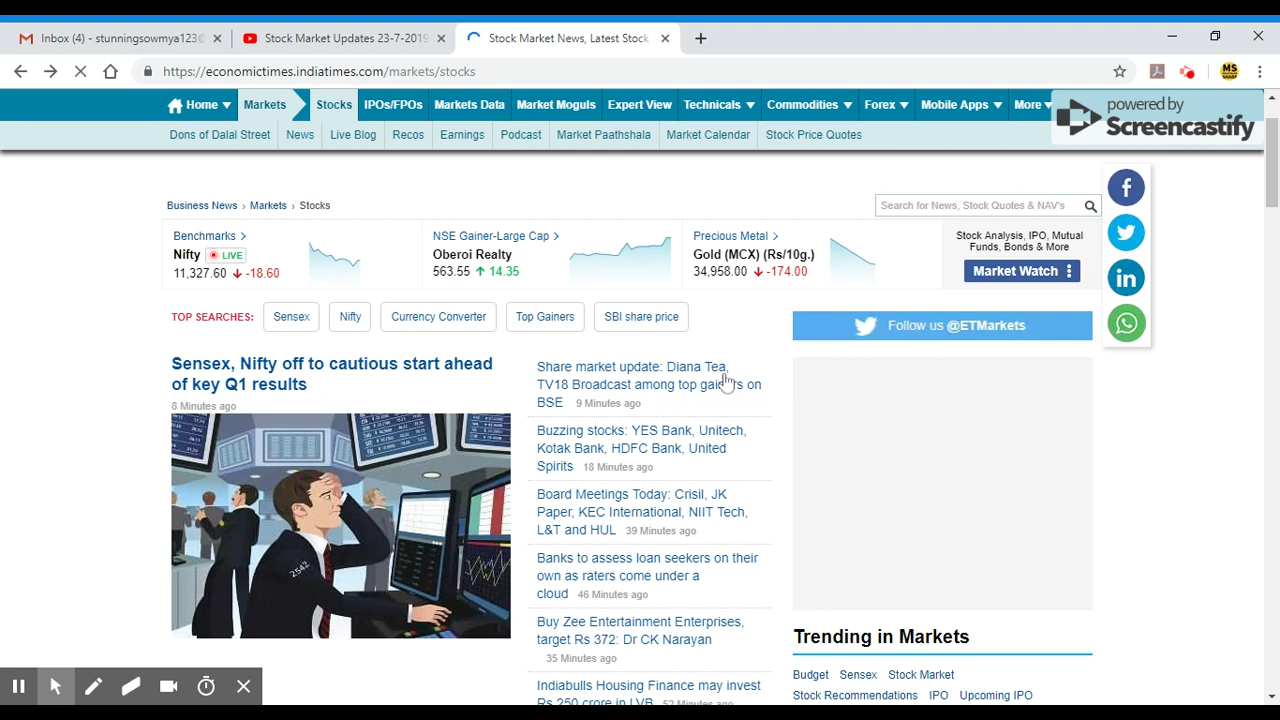 Inbox (4) - stunningsowmya123@
Stock Market Updates 23-7-2019
Stock Market News, Latest Stock
https://economictimes.indiatimes.com/markets/stocks
MS
Home Markets Stocks IPOs/FPOs Markets Data Market Moguls Expert View Technicals Commodities Forex Mobile Apps More
powered by
Screencastify
Dons of Dalal Street News Live Blog Recos Earnings Podcast Market Paathshala Market Calendar Stock Price Quotes
Business News › Markets › Stocks
Search for News, Stock Quotes & NAV's
Benchmarks >
Nifty LIVE
11,327.60 -18.60
NSE Gainer-Large Cap >
Oberoi Realty
563.55 14.35
Precious Metal >
Gold (MCX) (Rs/10g.)
34,958.00 -174.00
Stock Analysis, IPO, Mutual
Funds, Bonds & More
Market Watch
TOP SEARCHES: Sensex Nifty Currency Converter Top Gainers SBI share price
Follow us @ETMarkets
Sensex, Nifty off to cautious start ahead
of key Q1 results
8 Minutes ago
2542
Share market update: Diana Tea,
TV18 Broadcast among top gainers on
BSE 9 Minutes ago
Buzzing stocks: YES Bank, Unitech,
Kotak Bank, HDFC Bank, United
Spirits 18 Minutes ago
Board Meetings Today: Crisil, JK
Paper, KEC International, NIIT Tech,
L&T and HUL 39 Minutes ago
Banks to assess loan seekers on their
own as raters come under a
cloud 46 Minutes ago
Buy Zee Entertainment Enterprises,
target Rs 372: Dr CK Narayan
35 Minutes ago
Indiabulls Housing Finance may invest
Rs 250 crore in LVB 52 Minutes ago
Trending in Markets
Budget Sensex Stock Market
Stock Recommendations IPO Upcoming IPO